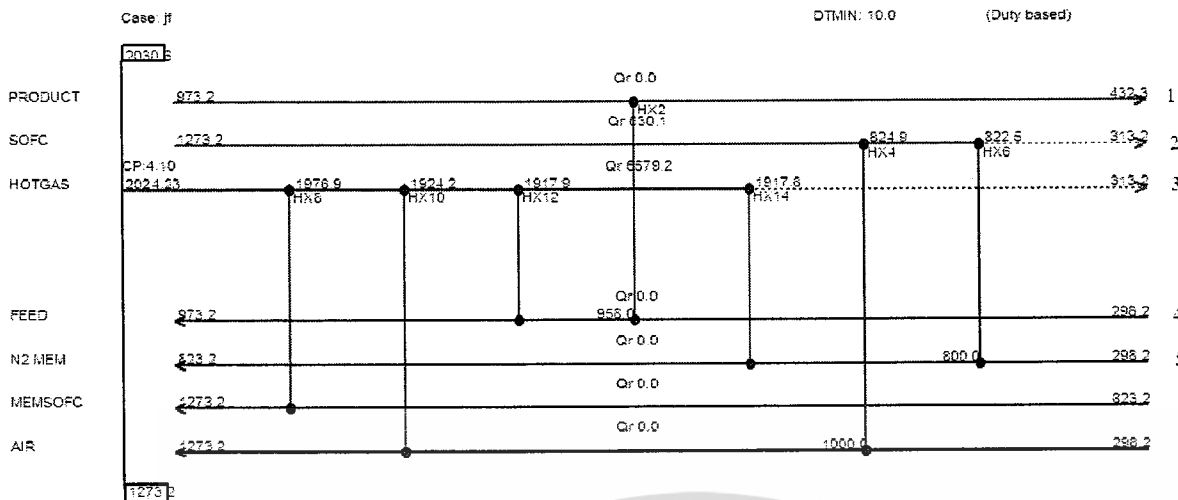 Case: jf DTMIN: 10.0 (Duty based)
2030.6
Qr 0.0
PRODUCT 973.2 HX2 432.3 1
Qr 630.1
SOFC 1273.2 824.9 HX4 822.5 HX6 313.2 2
CP:4.10 Qr 6579.2
HOTGAS 2024.23 1976.9 HX8 1924.2 HX10 1917.9 HX12 1917.8 HX14 313.2 3
Qr 0.0
FEED 973.2 958.0 298.2
Qr 0.0
N2 MEM 823.2 800.0 298.2
Qr 0.0
MEMSOFC 1273.2 823.2
Qr 0.0
AIR 1273.2 1000.0 298.2
1273.2